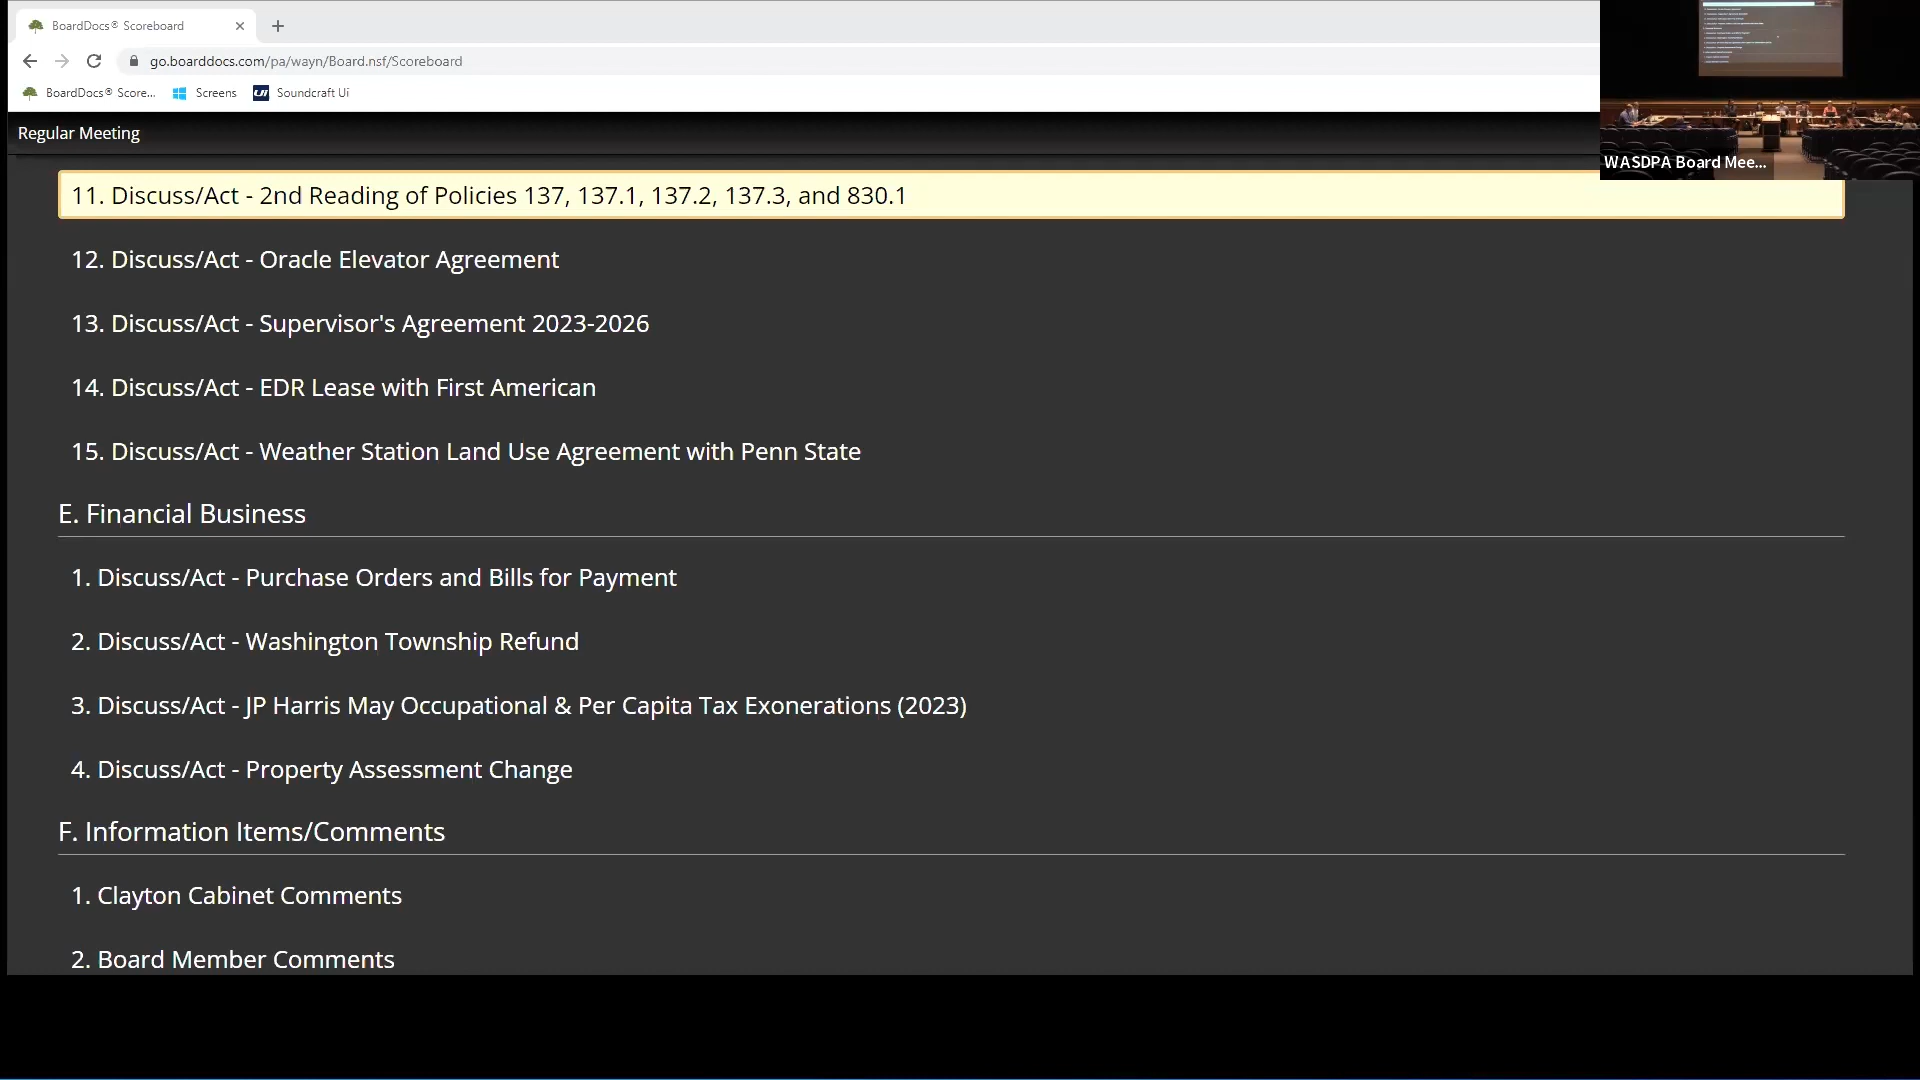 BoardDocs® Scoreboard
go.boarddocs.com/pa/wayn/Board.nsf/Scoreboard
BoardDocs® Score... Screens Soundcraft Ui
Regular Meeting
WASDPA Board Mee...
11. Discuss/Act - 2nd Reading of Policies 137, 137.1, 137.2, 137.3, and 830.1
12. Discuss/Act - Oracle Elevator Agreement
13. Discuss/Act - Supervisor's Agreement 2023-2026
14. Discuss/Act - EDR Lease with First American
15. Discuss/Act - Weather Station Land Use Agreement with Penn State
E. Financial Business
1. Discuss/Act - Purchase Orders and Bills for Payment
2. Discuss/Act - Washington Township Refund
3. Discuss/Act - JP Harris May Occupational & Per Capita Tax Exonerations (2023)
4. Discuss/Act - Property Assessment Change
F. Information Items/Comments
1. Clayton Cabinet Comments
2. Board Member Comments